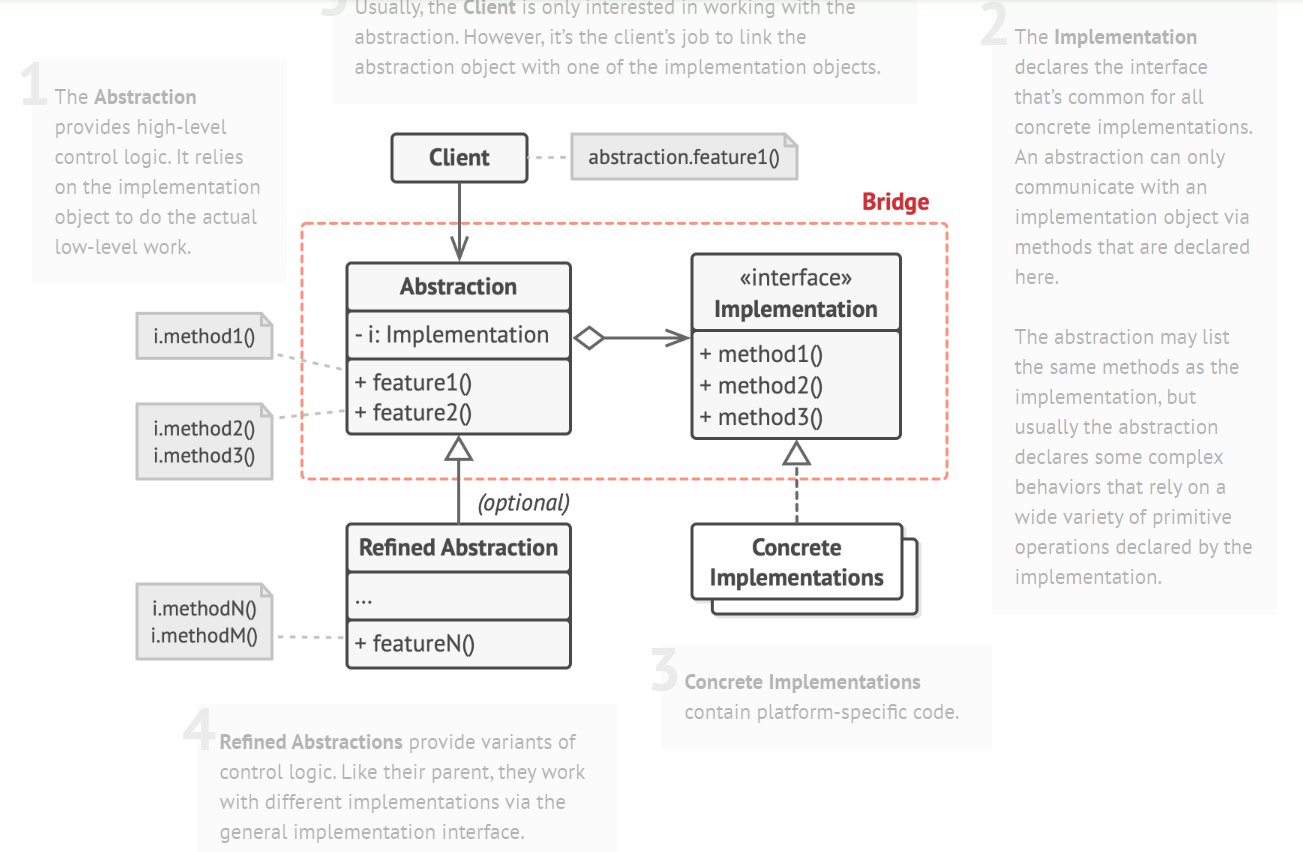 5
Usually, the Client is only interested in working with the
abstraction. However, it’s the client’s job to link the
abstraction object with one of the implementation objects.
1
The Abstraction
provides high-level
control logic. It relies
on the implementation
object to do the actual
low-level work.
2
The Implementation
declares the interface
that’s common for all
concrete implementations.
An abstraction can only
communicate with an
implementation object via
methods that are declared
here.
The abstraction may list
the same methods as the
implementation, but
usually the abstraction
declares some complex
behaviors that rely on a
wide variety of primitive
operations declared by the
implementation.
Client
abstraction.feature1()
Bridge
Abstraction
- i: Implementation
+ feature1()
+ feature2()
«interface»
Implementation
+ method1()
+ method2()
+ method3()
i.method1()
i.method2()
i.method3()
(optional)
Refined Abstraction
...
+ featureN()
Concrete
Implementations
i.methodN()
i.methodM()
3
Concrete Implementations
contain platform-specific code.
4
Refined Abstractions provide variants of
control logic. Like their parent, they work
with different implementations via the
general implementation interface.